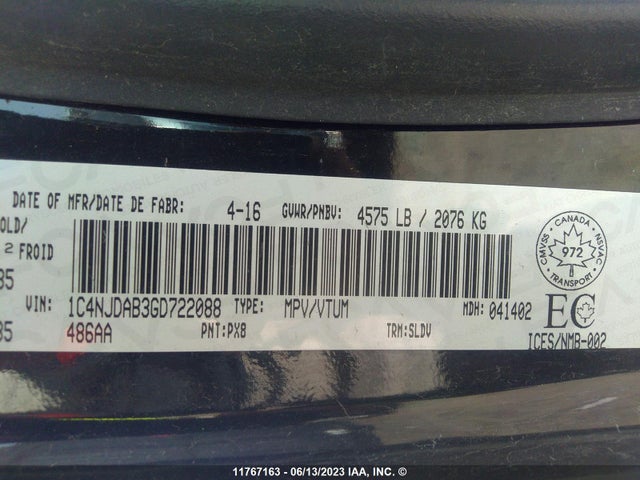 DATE OF MFR/DATE DE FABR: 4-16 GVWR/PNBV: 4575 LB / 2076 KG
OLD/
2 FROID
35
VIN: 1C4NJDAB3GD722088 TYPE: MPV/VTUM MDH: 041402
35
486AA PNT:PX8 TRM:SLDV
CANADA
CMVSS 972 NSVAC
TRANSPORT
EC
ICES/NMB-002
11767163 - 06/13/2023 IAA, INC. ©